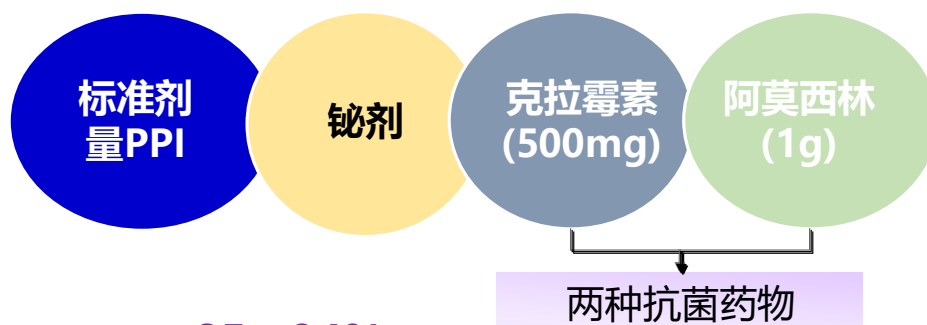 标准剂
量PPI
铋剂
克拉霉素
(500mg)
阿莫西林
(1g)
两种抗菌药物